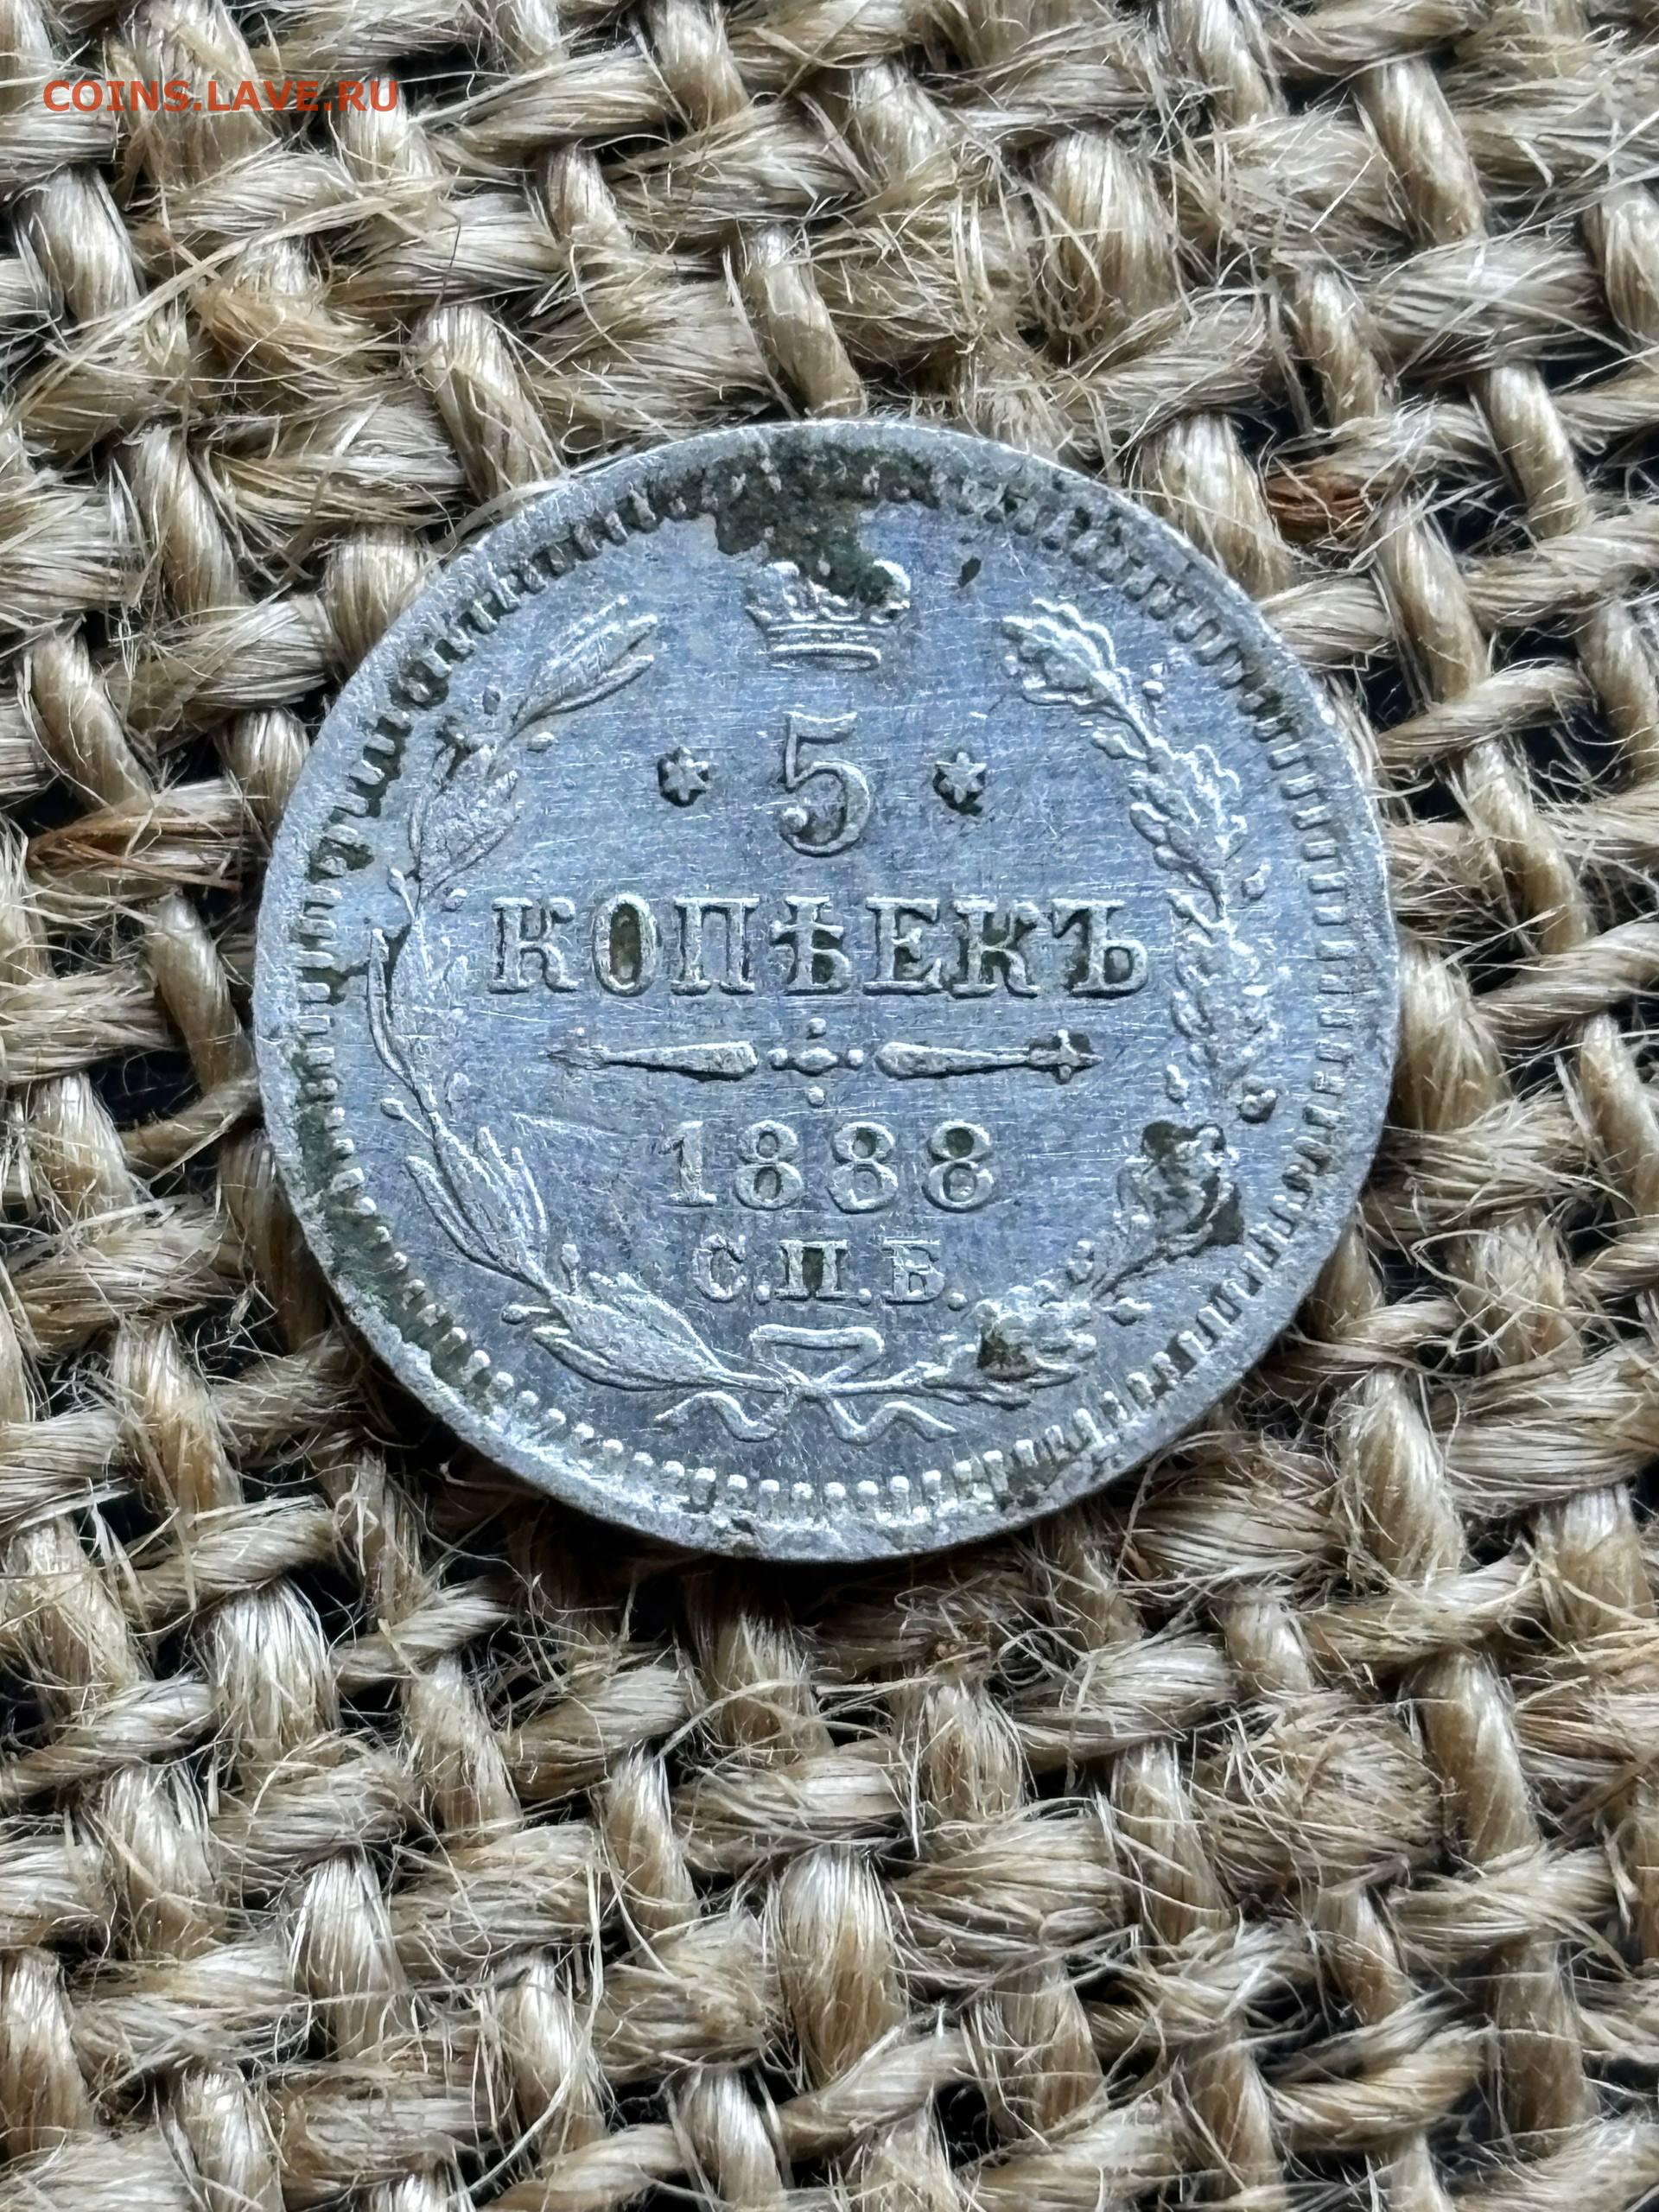 COINS.LAVE.RU
* 5 *
КОПѢЕКЪ
1888
С.П.Б.